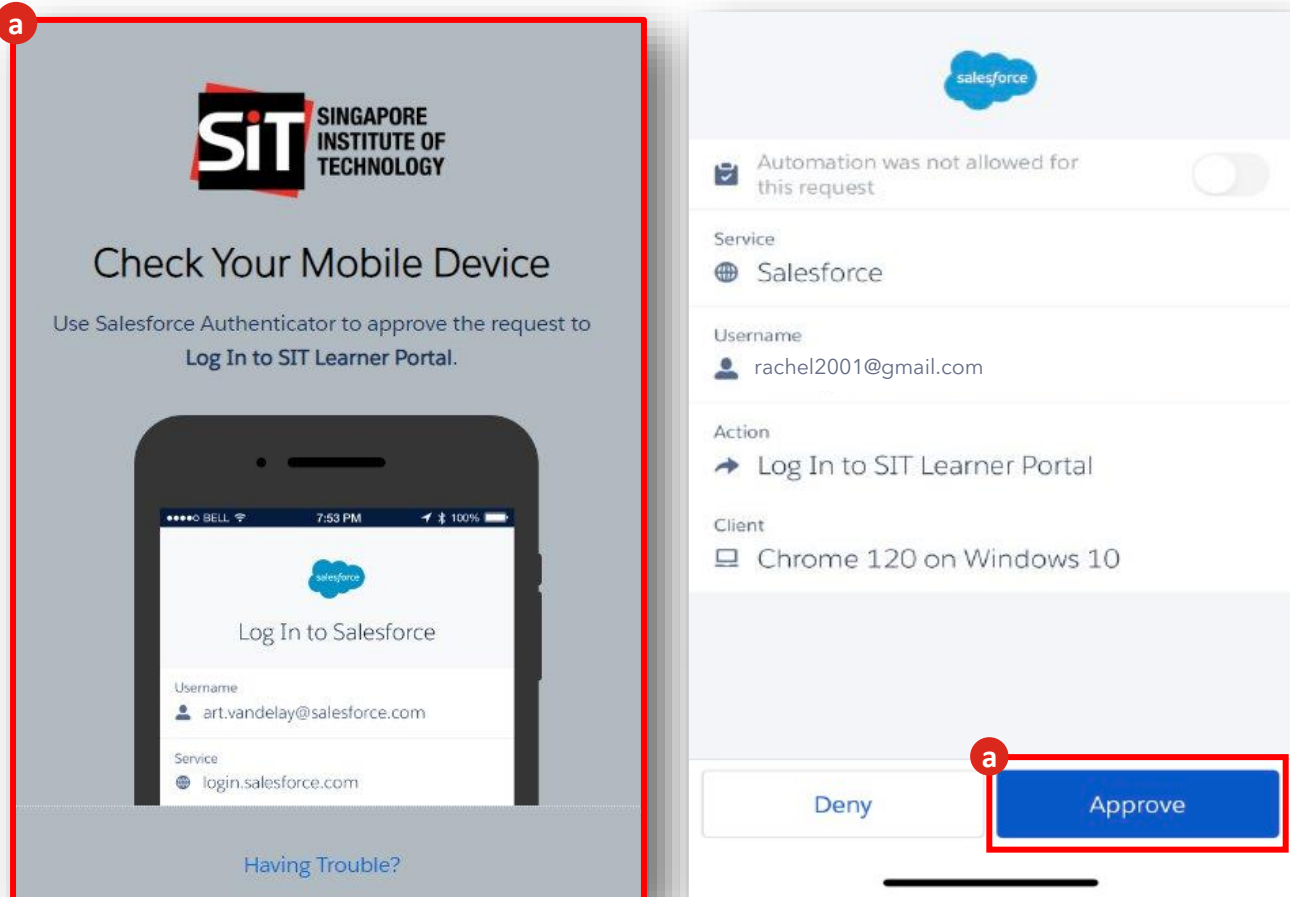 a
SiT
SINGAPORE
INSTITUTE OF
TECHNOLOGY
Check Your Mobile Device
Use Salesforce Authenticator to approve the request to
Log In to SIT Learner Portal.
BELL 7:53 PM 100%
salesforce
Log In to Salesforce
Username
art.vandelay@salesforce.com
Service
login.salesforce.com
Having Trouble?
salesforce
Automation was not allowed for
this request
Service
Salesforce
Username
rachel2001@gmail.com
Action
Log In to SIT Learner Portal
Client
Chrome 120 on Windows 10
a
Deny Approve